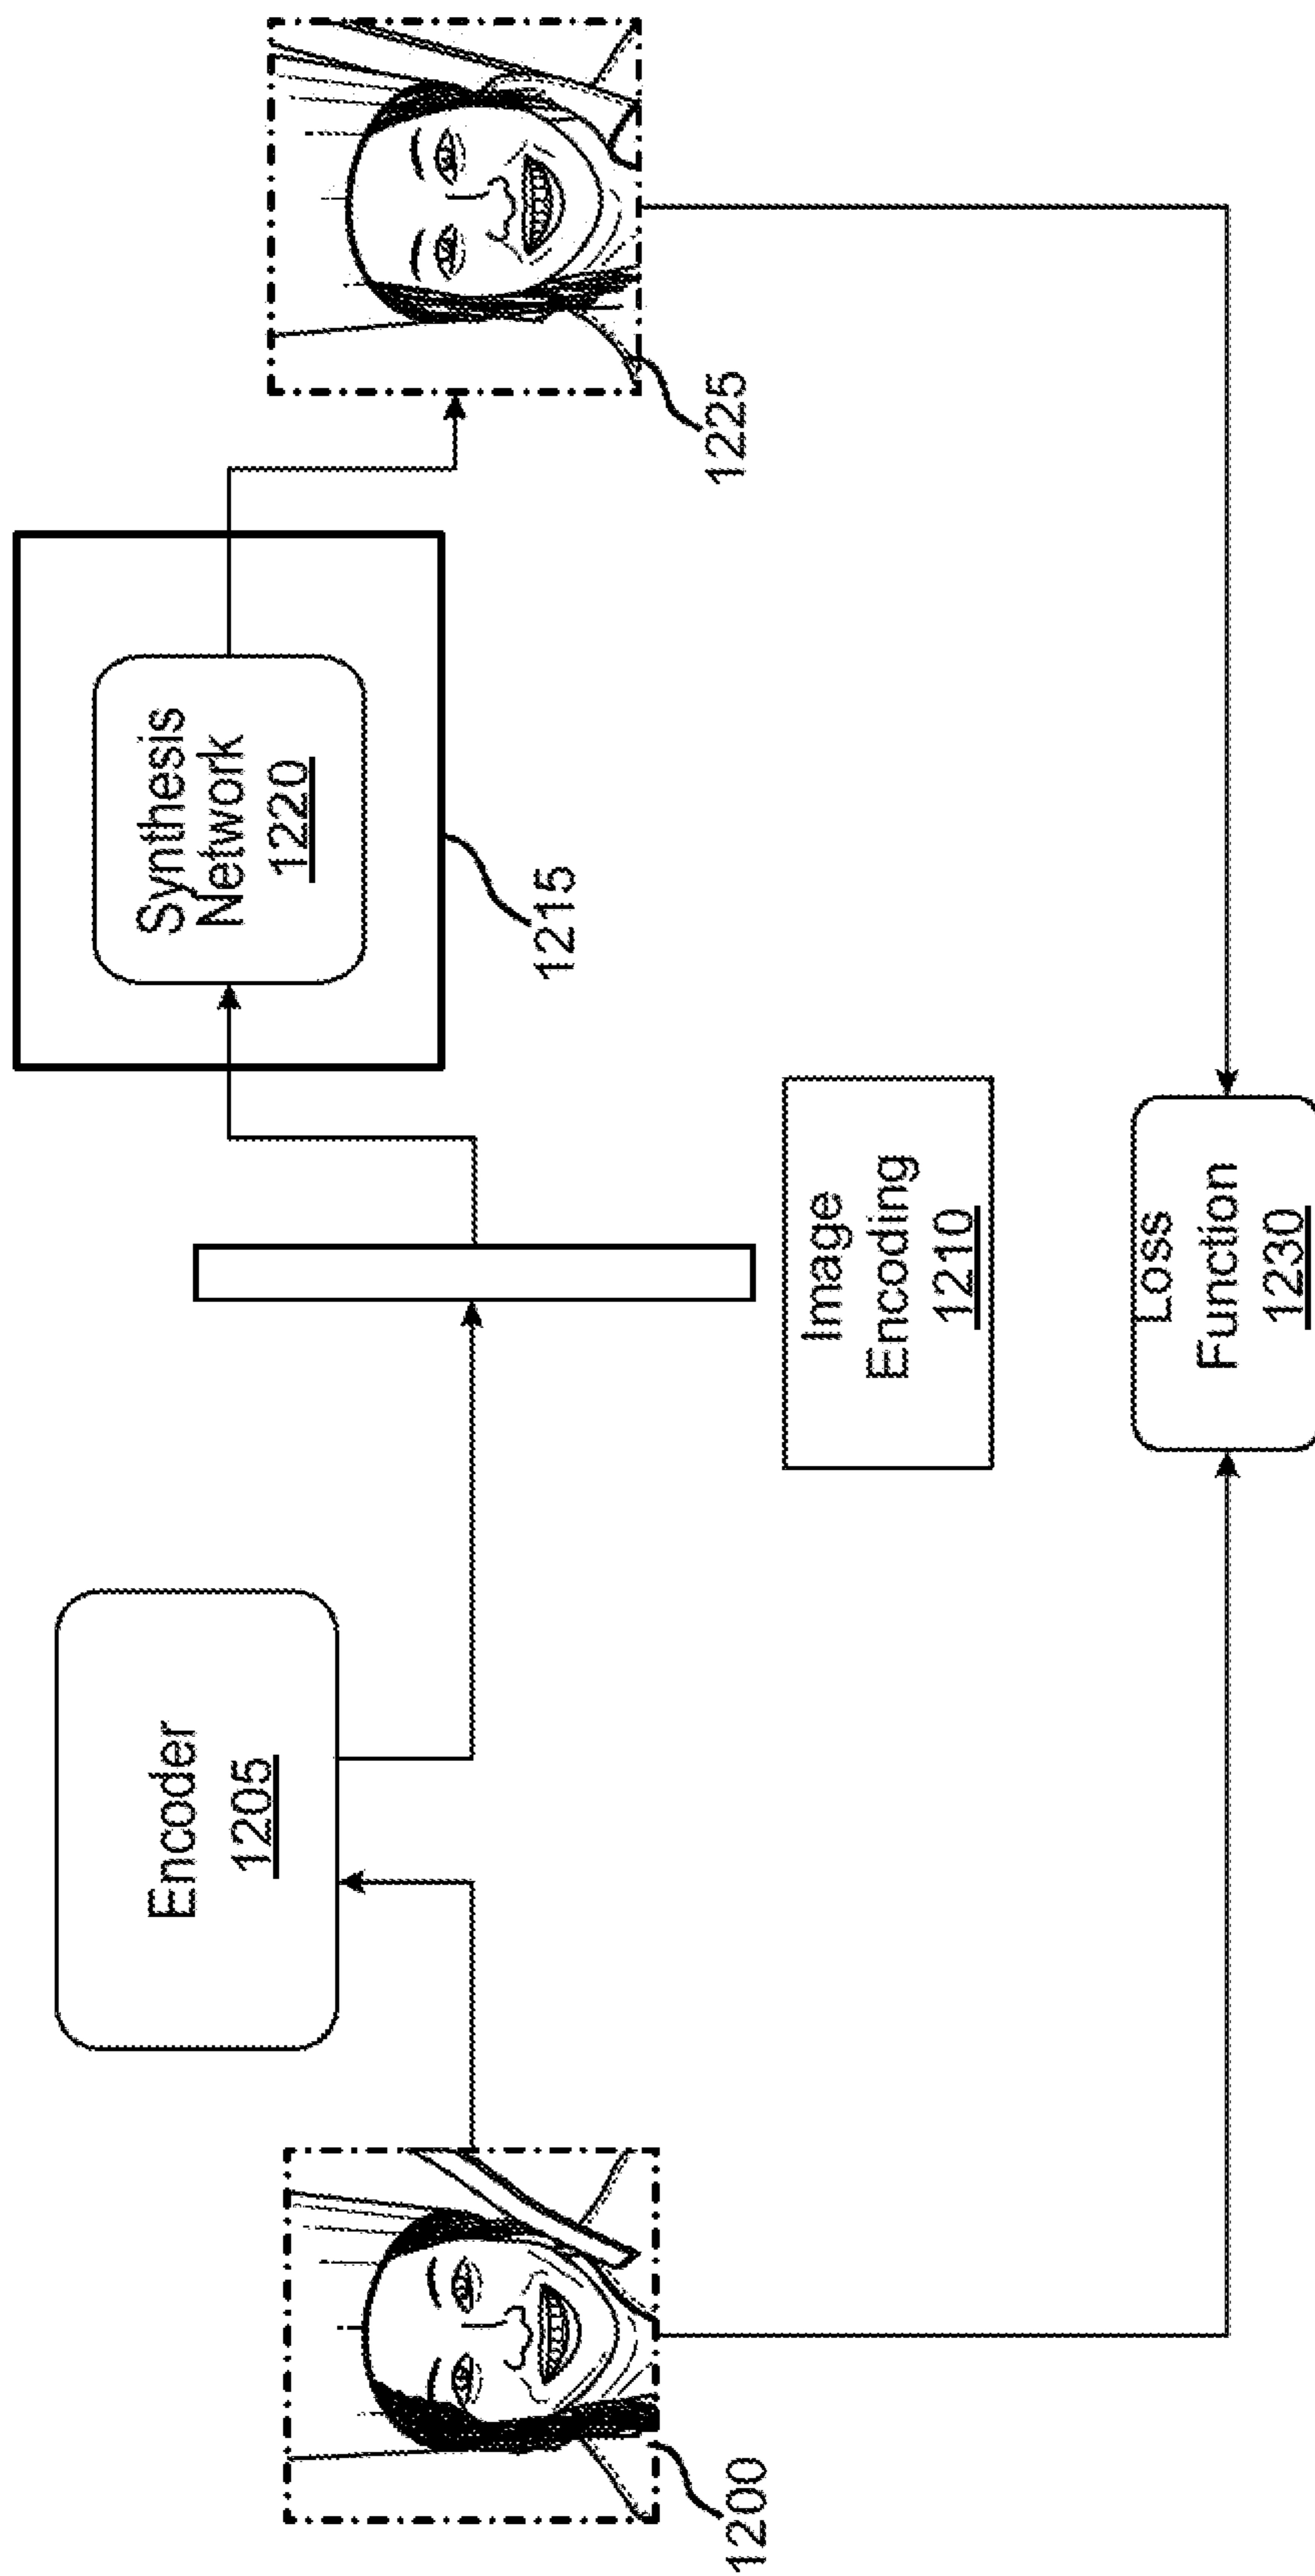 1200
Encoder
1205
Image
Encoding
1210
Synthesis
Network
1220
1215
1225
Loss
Function
1230